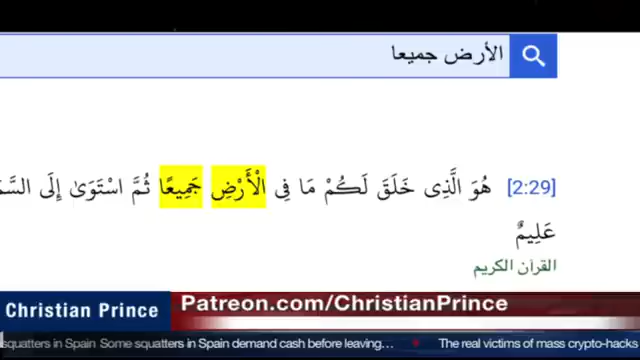 الأرض جميعا
[2:29] هُوَ الَّذِى خَلَقَ لَكُمْ مَا فِى الْأَرْضِ جَمِيعًا ثُمَّ اسْتَوَىٰ إِلَى
عَلِيمٌ
القرآن الكريم
Christian Prince
Patreon.com/ChristianPrince
squatters in Spain Some squatters in Spain demand cash before leaving… • The real victims of mass crypto-hacks